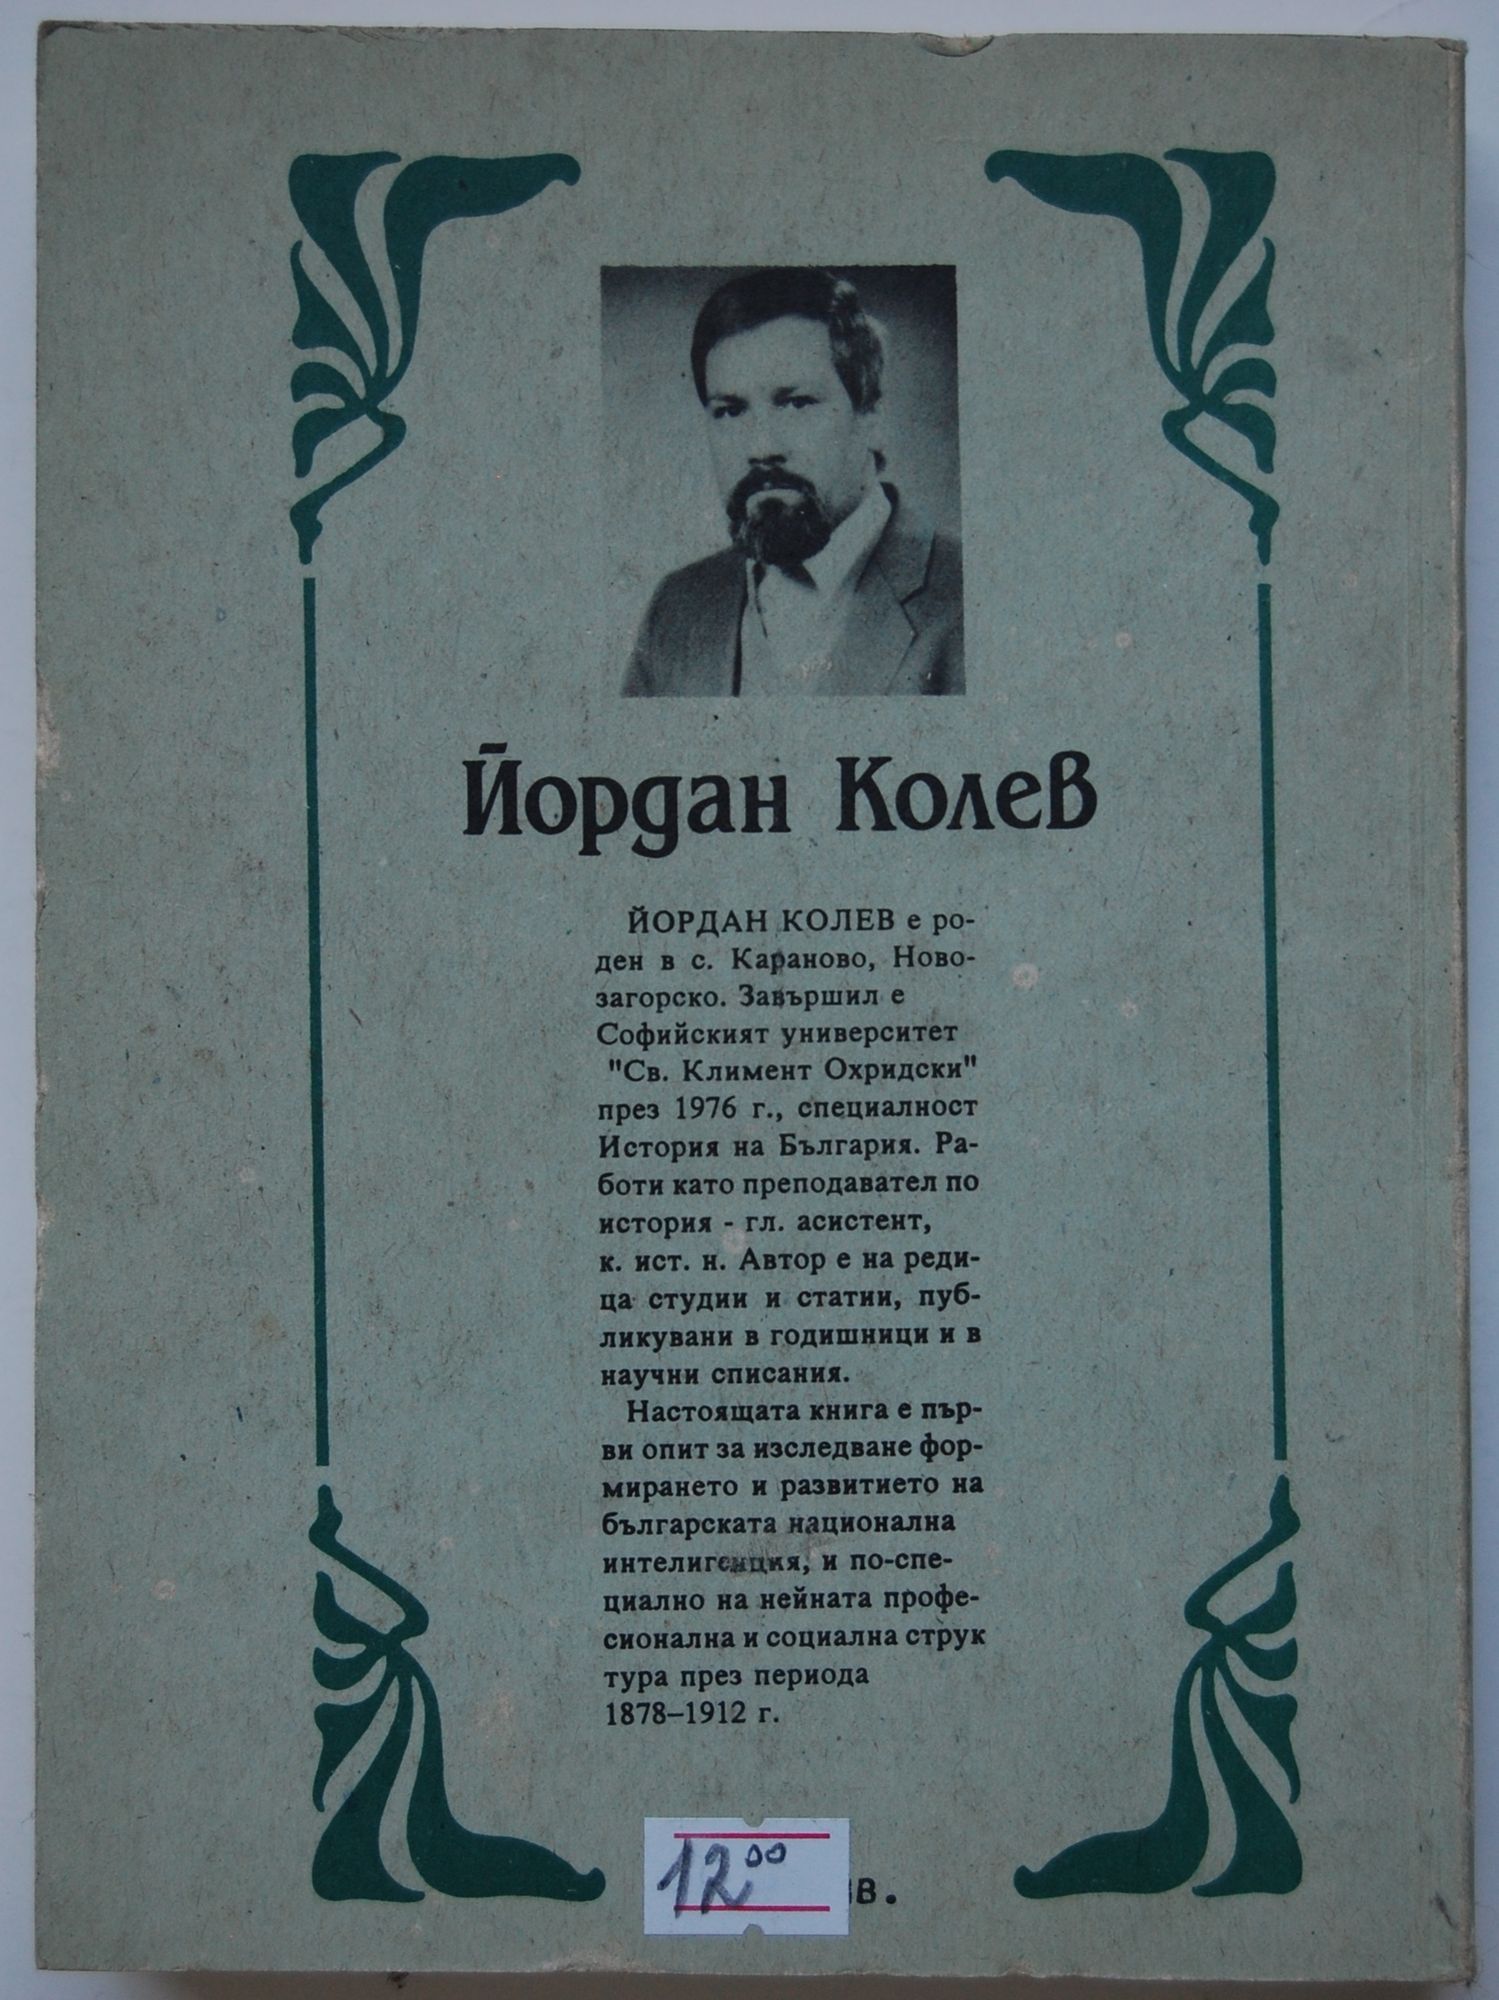 Йордан Колев
ЙОРДАН КОЛЕВ е ро-
ден в с. Караново, Ново-
загорско. Завършил е
Софийският университет
"Св. Климент Охридски"
през 1976 г., специалност
История на България. Ра-
боти като преподавател по
история - гл. асистент,
к. ист. н. Автор е на реди-
ца студии и статии, пуб-
ликувани в годишници и в
научни списания.
Настоящата книга е пър-
ви опит за изследване фор-
мирането и развитието на
българската национална
интелигенция, и по-спе-
циално на нейната профе-
сионална и социална струк
тура през периода
1878–1912 г.
12 00